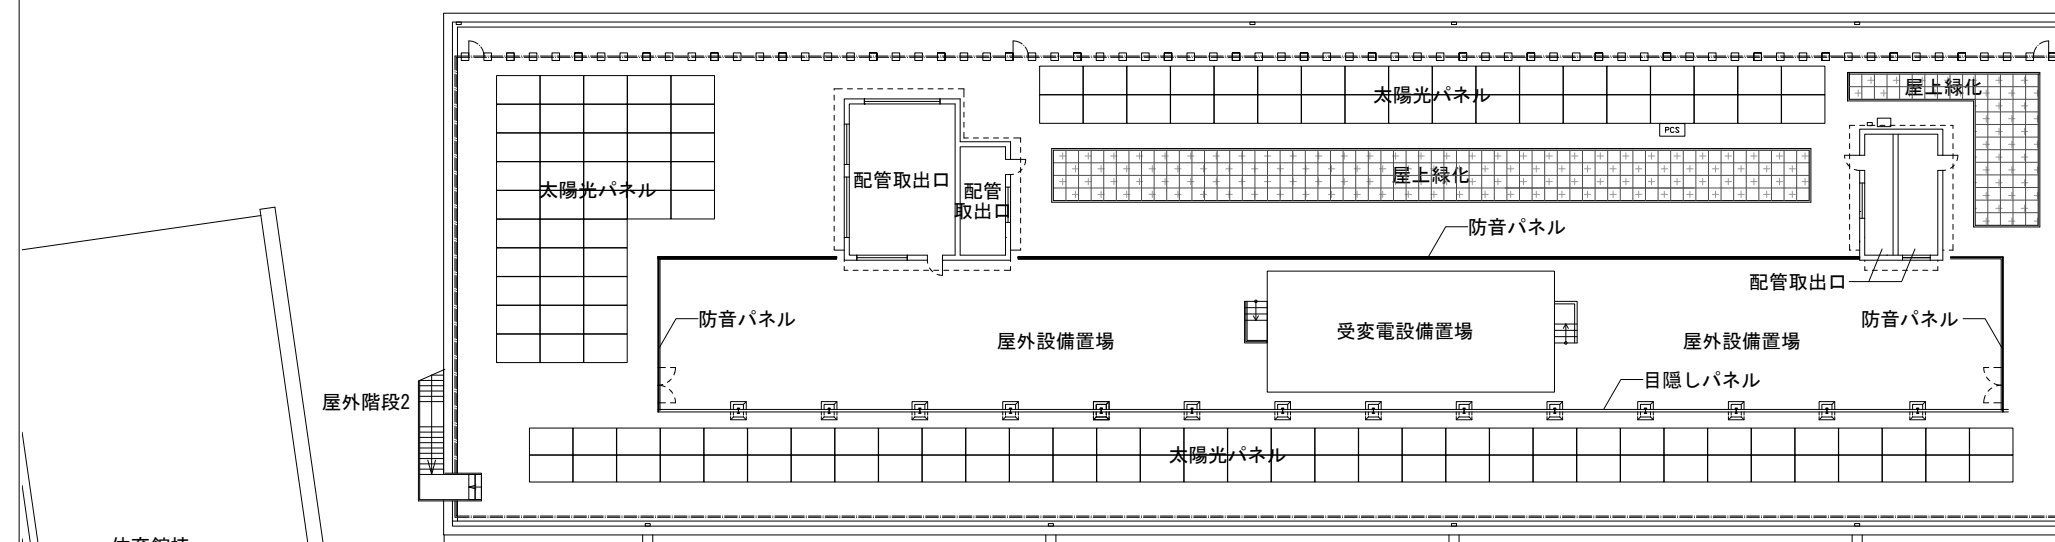 太陽光パネル
屋上緑化
PCS
配管取出口
配管
取出口
太陽光パネル
屋上緑化
防音パネル
配管取出口
防音パネル
防音パネル
屋外設備置場
受変電設備置場
屋外設備置場
目隠しパネル
屋外階段2
太陽光パネル